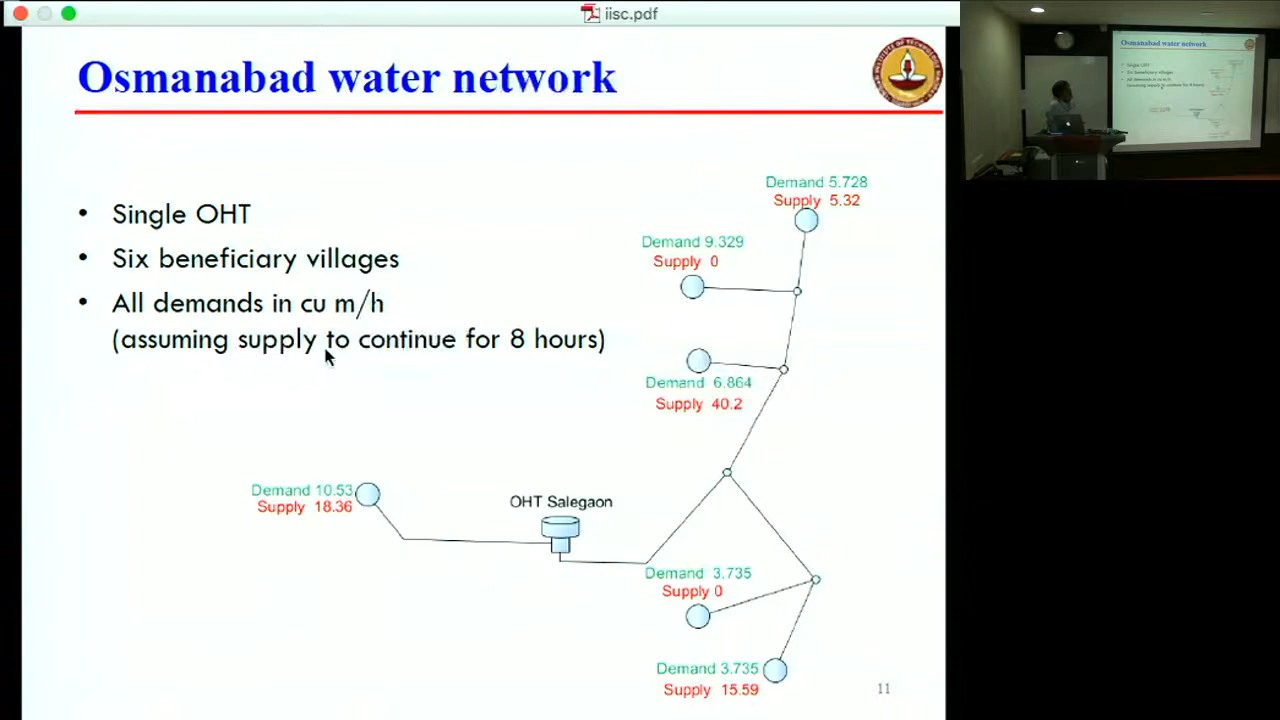 iisc.pdf
Osmanabad water network
• Single OHT
• Six beneficiary villages
• All demands in cu m/h
(assuming supply to continue for 8 hours)
Demand 5.728
Supply 5.32
Demand 9.329
Supply 0
Demand 6.864
Supply 40.2
Demand 10.53
Supply 18.36
OHT Salegaon
Demand 3.735
Supply 0
Demand 3.735
Supply 15.59
11
Osmanabad water network